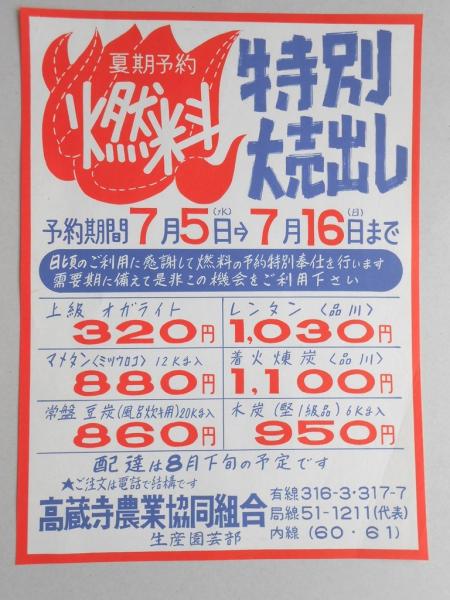 夏期予約
燃料
特別
大売出し
予約期間7月5日(水)→7月16日(日)まで
日頃のご利用に感謝して燃料の予約特別奉仕を行います
需要期に備えて是非この機会をご利用下さい
上級 オガライト
320円
レンタン〈品川〉
1,030円
マメタン〈ミツウロコ〉 12K入
880円
着火煉炭〈品川〉
1,100円
常盤豆炭(風呂炊き用)20K入
860円
木炭(堅1級品)6K入
950円
配達は8月下旬の予定です
★ご注文は電話で結構です
高蔵寺農業協同組合
生産園芸部
有線316-3・317-7
局線51-1211(代表)
内線(60・61)